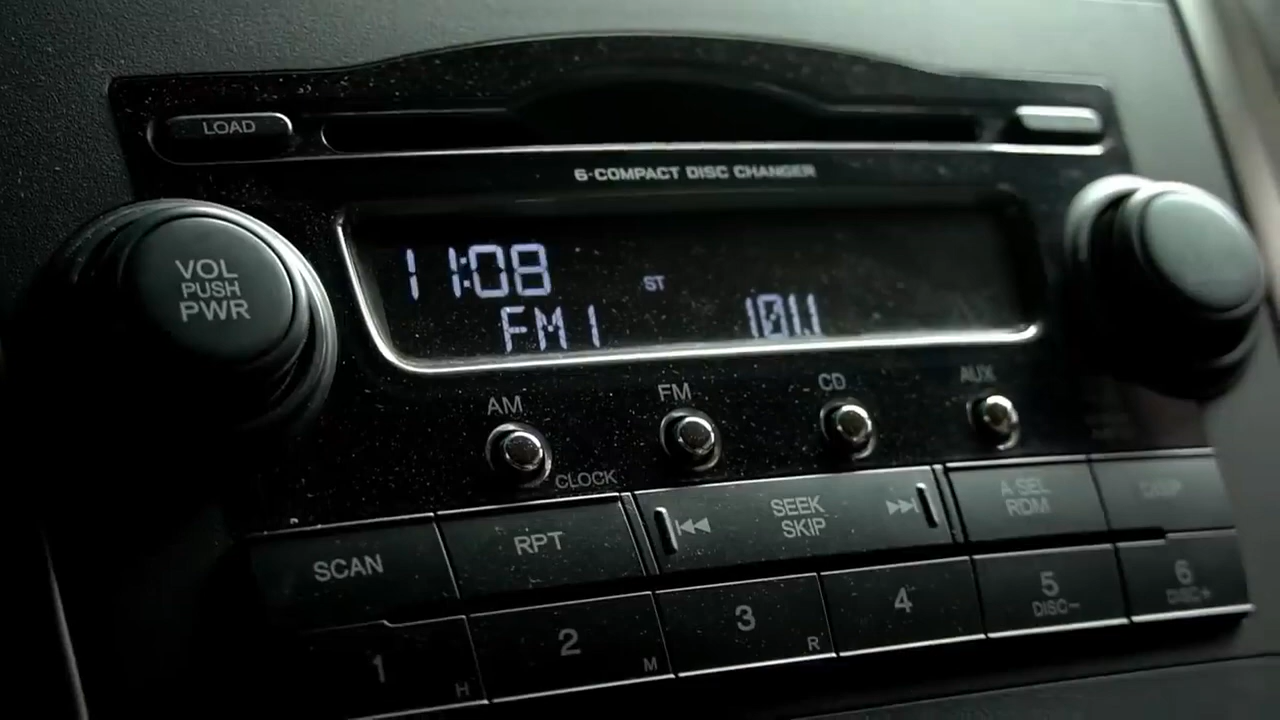 LOAD
6-COMPACT DISC CHANGER
VOL
PUSH
PWR
11:08
ST
FM1
101.1
AM
FM
CD
AUX
CLOCK
SCAN
RPT
SEEK
SKIP
A.SEL
RDM
DISP
1
H
2
M
3
R
4
5
DISC-
6
DISC+